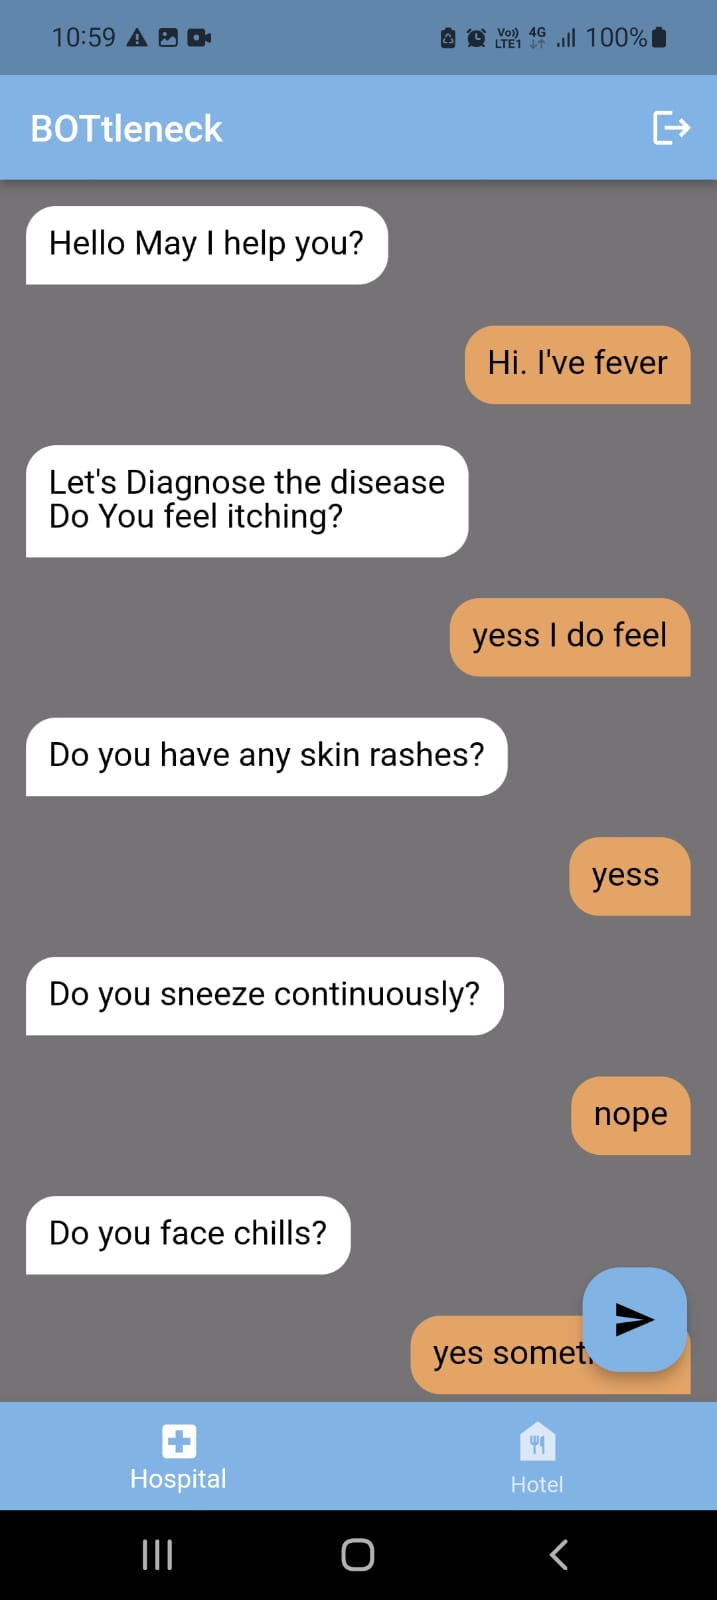 10:59
Vo)) LTE1 4G 100%
BOTtleneck
Hello May I help you?
Hi. I've fever
Let's Diagnose the disease
Do You feel itching?
yess I do feel
Do you have any skin rashes?
yess
Do you sneeze continuously?
nope
Do you face chills?
yes
Hospital
Hotel